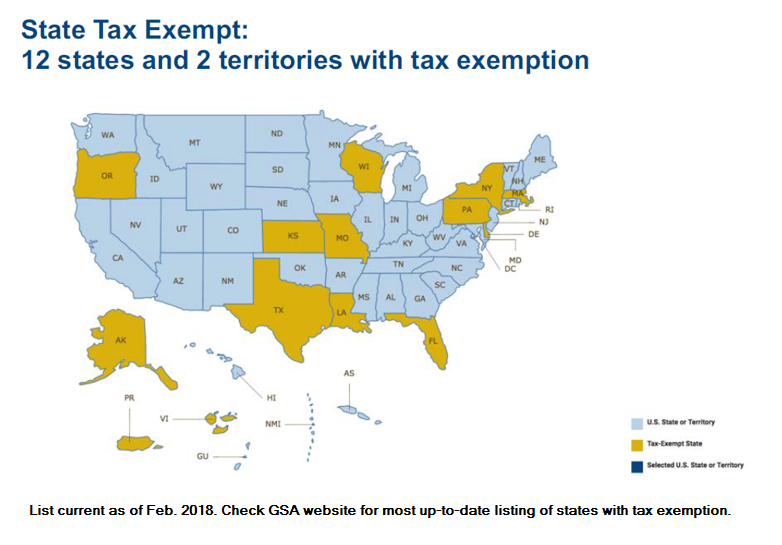 State Tax Exempt:
12 states and 2 territories with tax exemption
WA
MT
ND
MN
WI
MI
ME
VT
NH
NY
MA
CT
RI
OR
ID
WY
SD
IA
PA
NJ
DE
MD
DC
NE
NV
UT
CO
IL
IN
OH
WV
VA
KY
CA
KS
MO
AZ
NM
OK
AR
TN
NC
SC
MS
AL
GA
TX
LA
FL
AK
HI
AS
PR
VI
NMI
GU
U.S. State or Territory
Tax-Exempt State
Selected U.S. State or Territory
List current as of Feb. 2018. Check GSA website for most up-to-date listing of states with tax exemption.